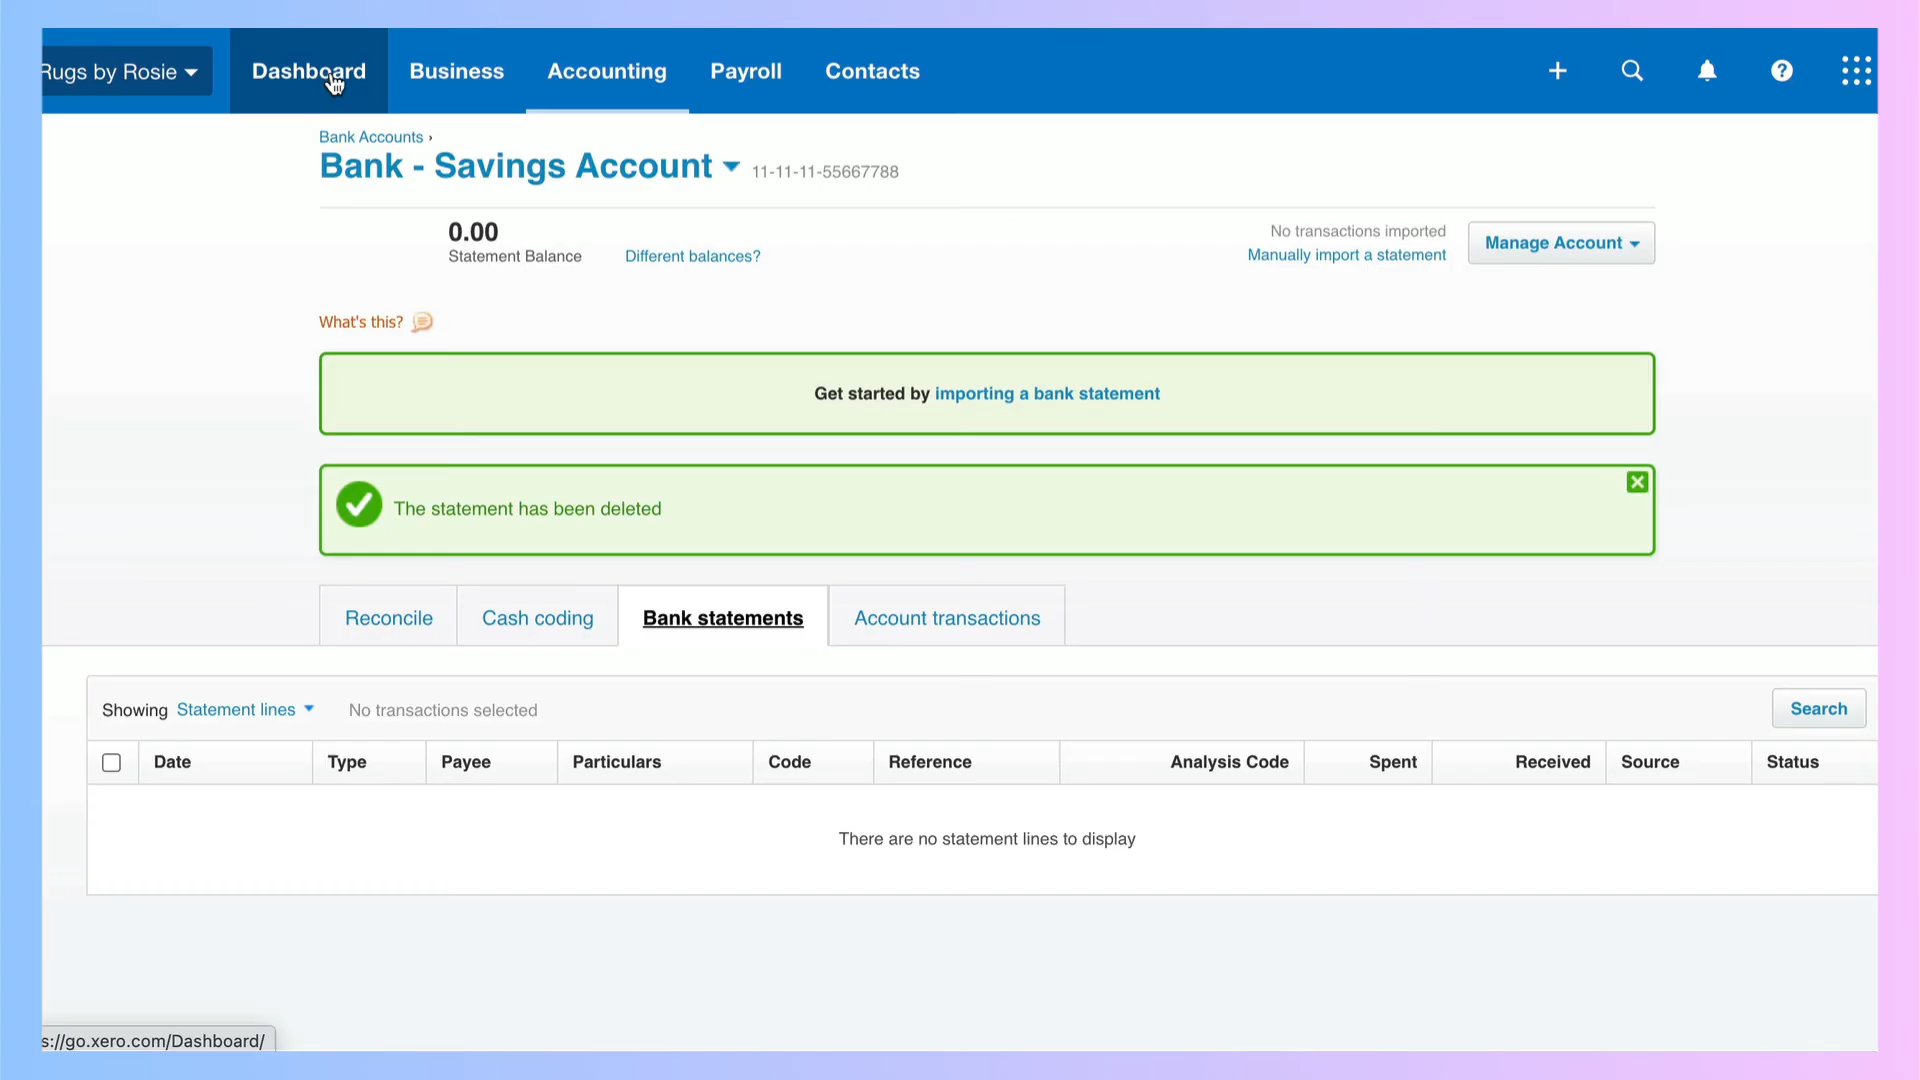 Rugs by Rosie
Dashboard
Business
Accounting
Payroll
Contacts
Bank Accounts ›
Bank - Savings Account
11-11-11-55667788
0.00
Statement Balance
Different balances?
No transactions imported
Manually import a statement
Manage Account
What's this?
Get started by importing a bank statement
The statement has been deleted
Reconcile
Cash coding
Bank statements
Account transactions
Showing Statement lines
No transactions selected
Search
Date
Type
Payee
Particulars
Code
Reference
Analysis Code
Spent
Received
Source
Status
There are no statement lines to display
s://go.xero.com/Dashboard/